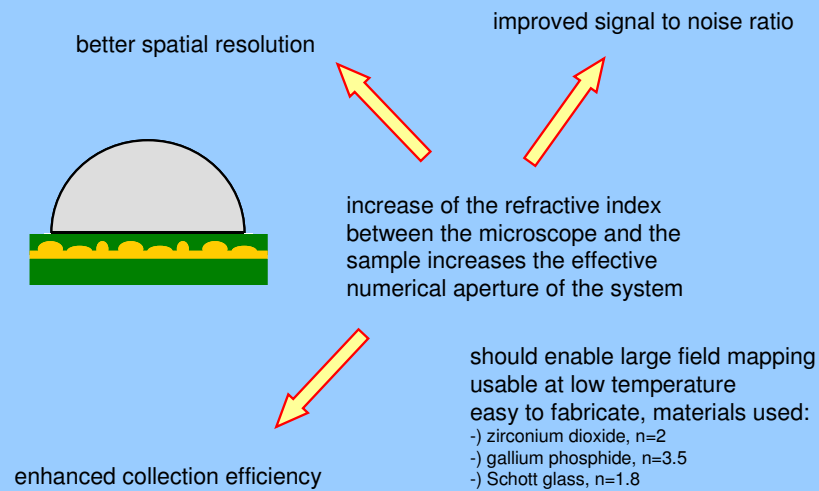 improved signal to noise ratio
better spatial resolution
increase of the refractive index
between the microscope and the
sample increases the effective
numerical aperture of the system
should enable large field mapping
usable at low temperature
easy to fabricate, materials used:
-) zirconium dioxide, n=2
-) gallium phosphide, n=3.5
-) Schott glass, n=1.8
enhanced collection efficiency